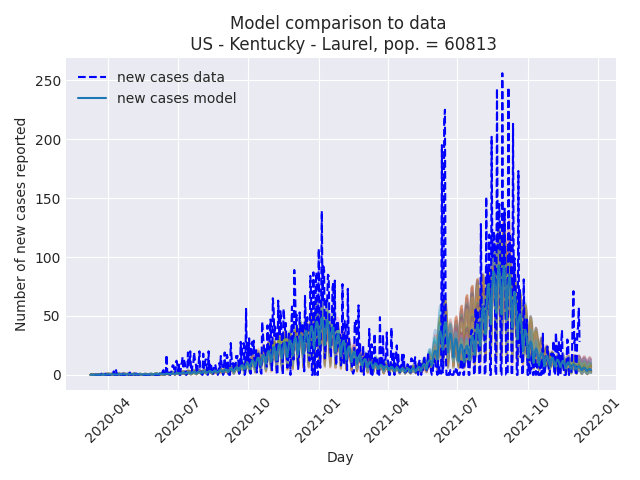 Model comparison to data
US - Kentucky - Laurel, pop. = 60813
new cases data
new cases model
Number of new cases reported
250
200
150
100
50
0
2020-04
2020-07
2020-10
2021-01
2021-04
2021-07
2021-10
2022-01
Day